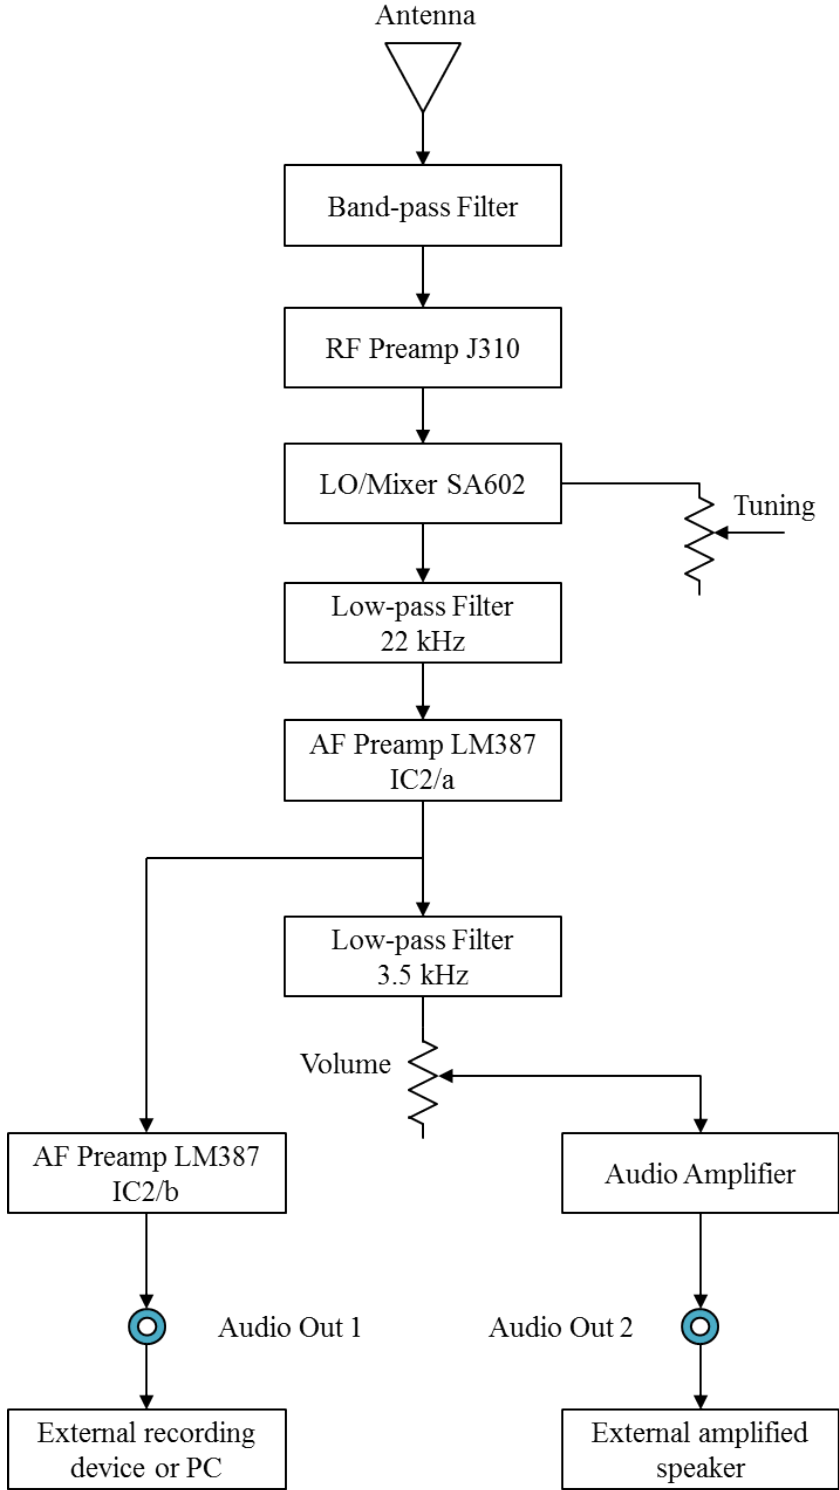 Antenna
Band-pass Filter
RF Preamp J310
LO/Mixer SA602
Tuning
Low-pass Filter
22 kHz
AF Preamp LM387
IC2/a
Low-pass Filter
3.5 kHz
Volume
AF Preamp LM387
IC2/b
Audio Amplifier
Audio Out 1
Audio Out 2
External recording
device or PC
External amplified
speaker